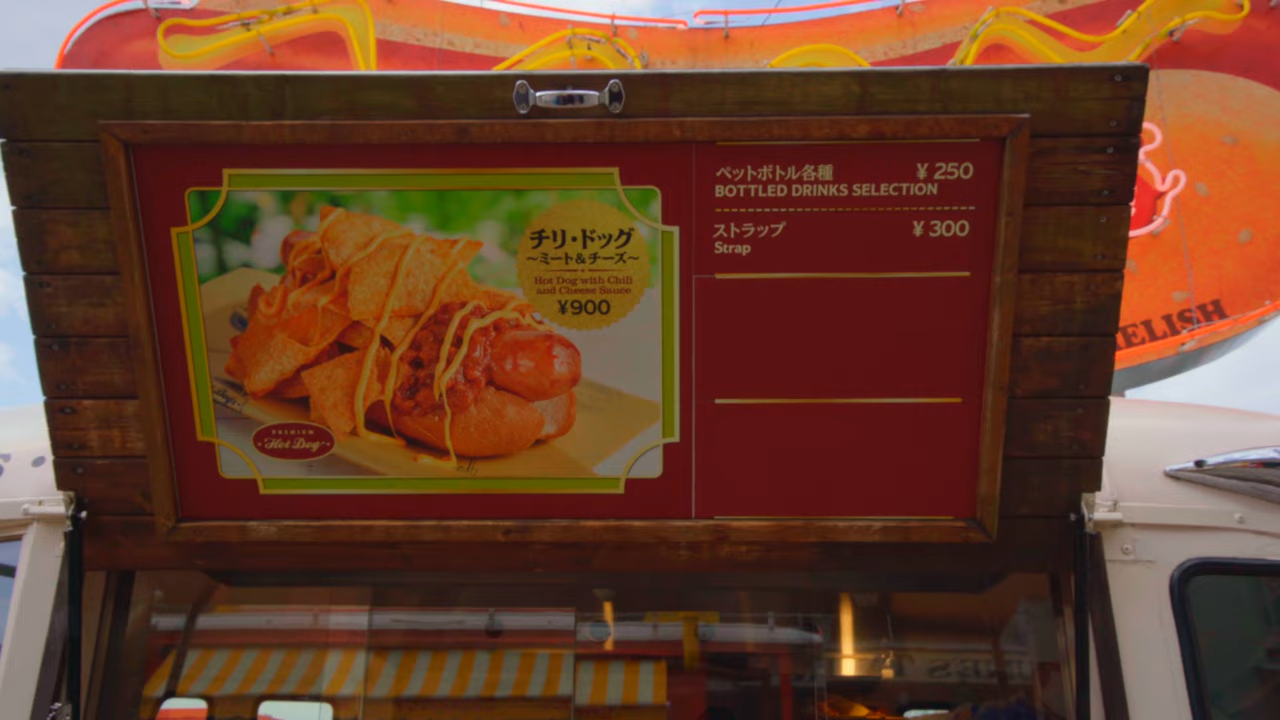 チリ・ドッグ
～ミート＆チーズ～
Hot Dog with Chili
and Cheese Sauce
¥900
PREMIUM
Hot Dog
ペットボトル各種 ¥ 250
BOTTLED DRINKS SELECTION
ストラップ ¥ 300
Strap
ELISH